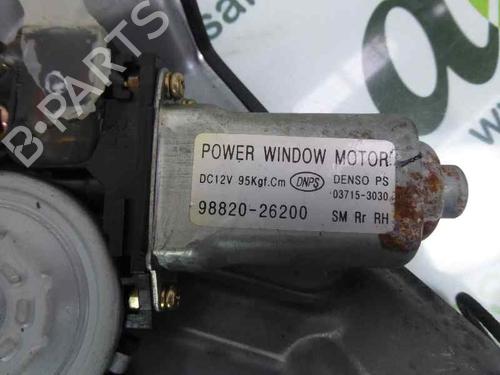 B-PARTS
POWER WINDOW MOTOR
DC12V 95Kgf.Cm DNPS DENSO PS
03715-3030
98820-26200 SM Rr RH